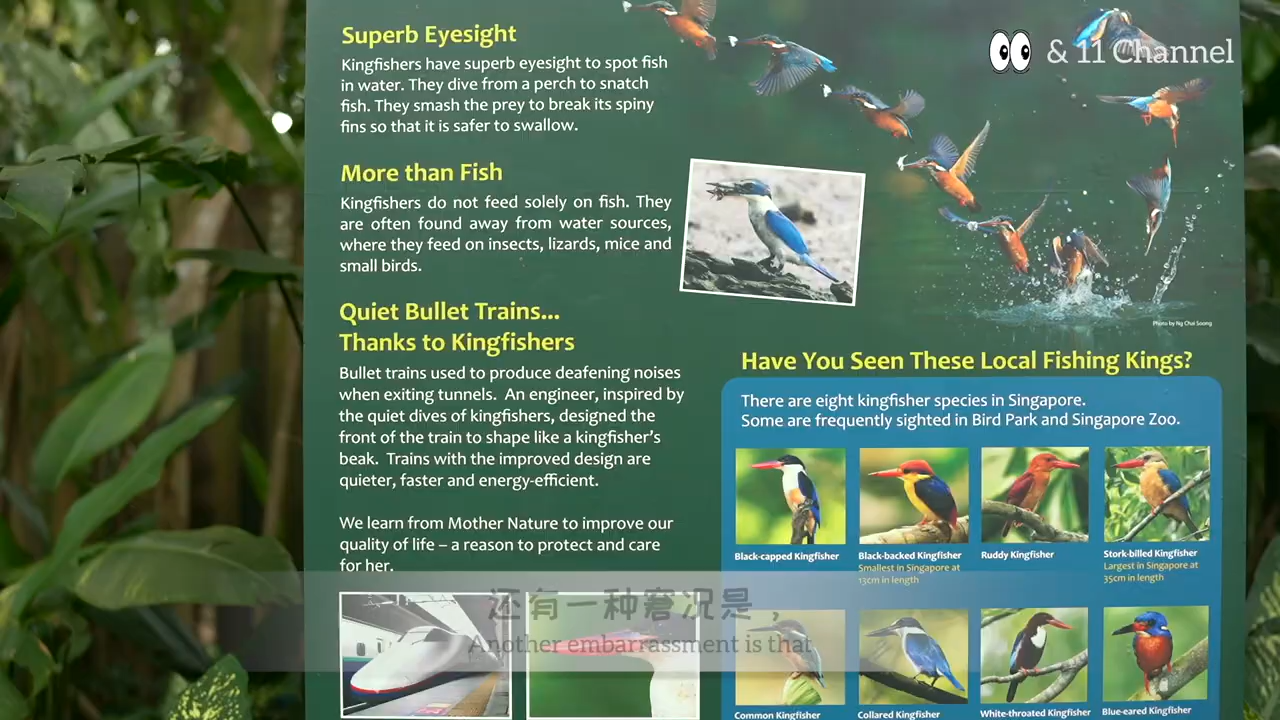 Superb Eyesight
Kingfishers have superb eyesight to spot fish
in water. They dive from a perch to snatch
fish. They smash the prey to break its spiny
fins so that it is safer to swallow.
More than Fish
Kingfishers do not feed solely on fish. They
are often found away from water sources,
where they feed on insects, lizards, mice and
small birds.
Quiet Bullet Trains...
Thanks to Kingfishers
Bullet trains used to produce deafening noises
when exiting tunnels. An engineer, inspired by
the quiet dives of kingfishers, designed the
front of the train to shape like a kingfisher's
beak. Trains with the improved design are
quieter, faster and energy-efficient.
We learn from Mother Nature to improve our
quality of life – a reason to protect and care
for her.
& 11 Channel
Photo by Ng Chai Soong
Have You Seen These Local Fishing Kings?
There are eight kingfisher species in Singapore.
Some are frequently sighted in Bird Park and Singapore Zoo.
Black-capped Kingfisher
Black-backed Kingfisher
Smallest in Singapore at
13cm in length
Ruddy Kingfisher
Stork-billed Kingfisher
Largest in Singapore at
35cm in length
Common Kingfisher
Collared Kingfisher
White-throated Kingfisher
Blue-eared Kingfisher
还有一种窘况是，
Another embarrassment is that